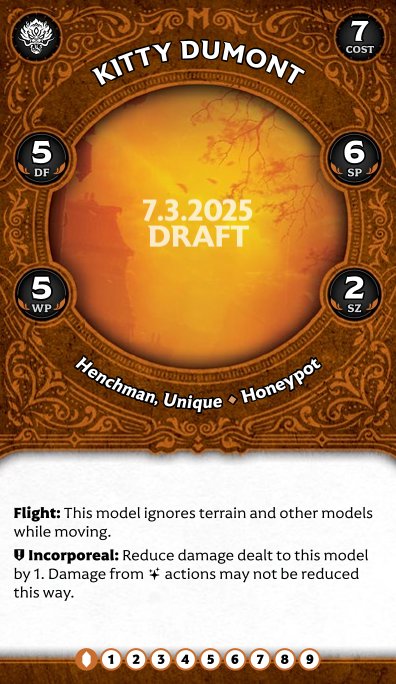 KITTY DUMONT
7
COST
5
DF
6
SP
7.3.2025
DRAFT
5
WP
2
SZ
Henchman, Unique ◆ Honeypot
Flight: This model ignores terrain and other models
while moving.
Incorporeal: Reduce damage dealt to this model
by 1. Damage from actions may not be reduced
this way.
1 2 3 4 5 6 7 8 9